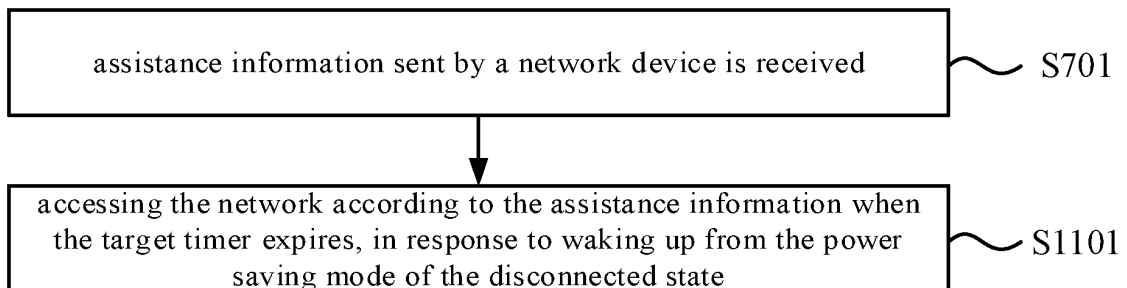 assistance information sent by a network device is received
S701
accessing the network according to the assistance information when
the target timer expires, in response to waking up from the power
saving mode of the disconnected state
S1101